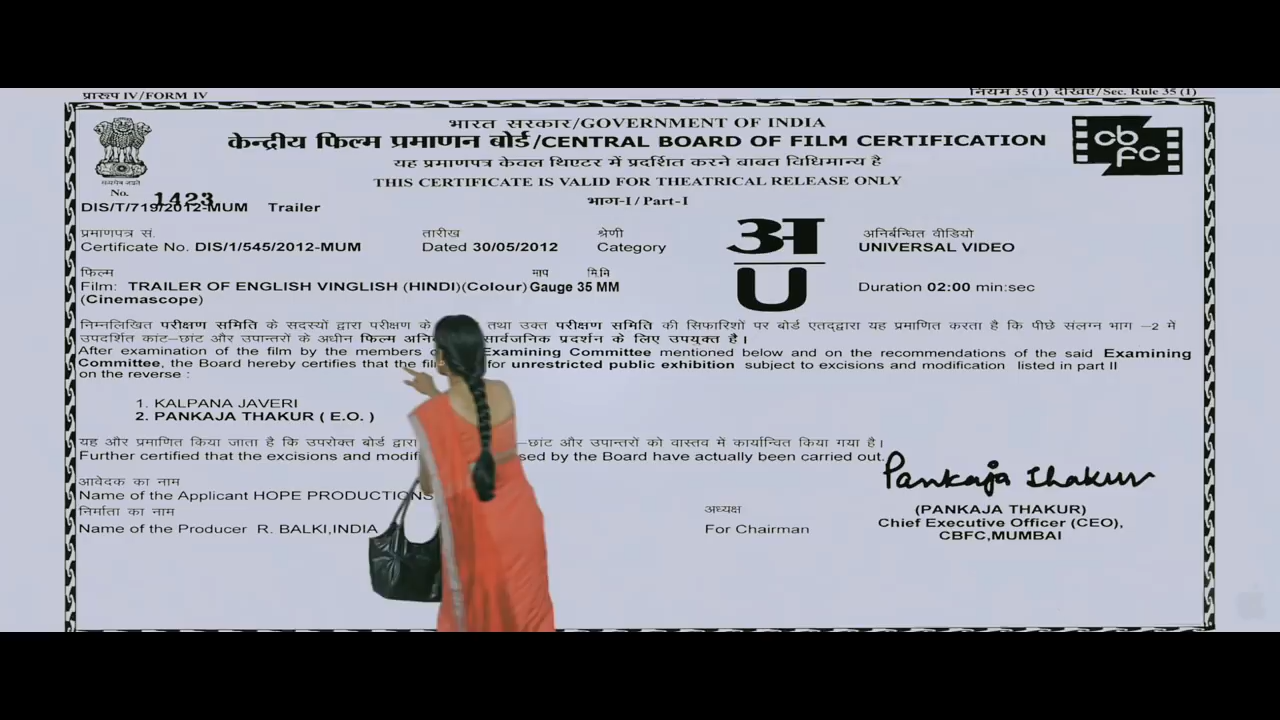 प्रारूप IV/FORM IV
नियम 35 (1) देखिए/Sec. Rule 35 (1)
भारत सरकार/GOVERNMENT OF INDIA
केन्द्रीय फिल्म प्रमाणन बोर्ड/CENTRAL BOARD OF FILM CERTIFICATION
cbfc
यह प्रमाणपत्र केवल थिएटर में प्रदर्शित करने बाबत विधिमान्य है
THIS CERTIFICATE IS VALID FOR THEATRICAL RELEASE ONLY
सत्यमेव जयते
No. 1423
भाग-I / Part-I
DIS/T/719/2012-MUM Trailer
प्रमाणपत्र सं. तारीख श्रेणी अ अनिर्बन्धित वीडियो
Certificate No. DIS/1/545/2012-MUM Dated 30/05/2012 Category U UNIVERSAL VIDEO
फिल्म माप मि.मि
Film: TRAILER OF ENGLISH VINGLISH (HINDI)(Colour) Gauge 35 MM Duration 02:00 min:sec
(Cinemascope)
निम्नलिखित परीक्षण समिति के सदस्यों द्वारा परीक्षण के तथा उक्त परीक्षण समिति की सिफारिशों पर बोर्ड एतद्द्वारा यह प्रमाणित करता है कि पीछे संलग्न भाग -2 में
उपदर्शित कांट-छांट और उपान्तरों के अधीन फिल्म सार्वजनिक प्रदर्शन के लिए उपयुक्त है।
After examination of the film by the members Examining Committee mentioned below and on the recommendations of the said Examining
Committee, the Board hereby certifies that the for unrestricted public exhibition subject to excisions and modification listed in part II
on the reverse :
1. KALPANA JAVERI
2. PANKAJA THAKUR ( E.O. )
यह और प्रमाणित किया जाता है कि उपरोक्त बोर्ड -छांट और उपान्तरों को वास्तव में कार्यान्वित किया गया है।
Further certified that the excisions and by the Board have actually been carried out.
Pankaja Thakur
आवेदक का नाम
Name of the Applicant HOPE PRODUCTIONS
निर्माता का नाम अध्यक्ष (PANKAJA THAKUR)
Name of the Producer R. BALKI,INDIA For Chairman Chief Executive Officer (CEO),
CBFC,MUMBAI